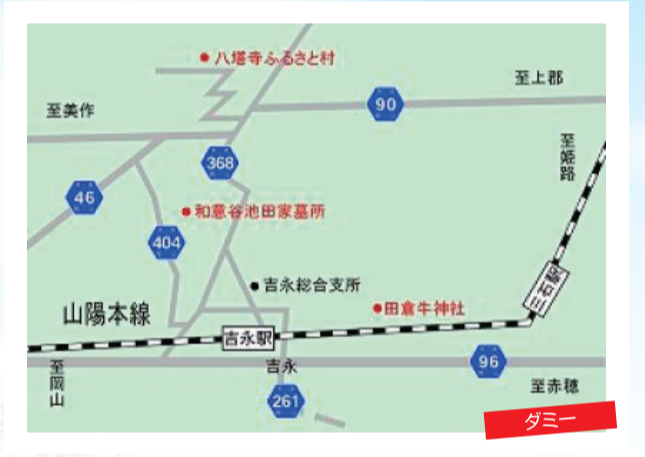 八塔寺ふるさと村
至上郡
90
至美作
至姫路
368
46
和意谷池田家墓所
404
吉永総合支所
山陽本線
田倉牛神社
三石駅
吉永駅
96
至岡山
吉永
至赤穂
261
ダミー